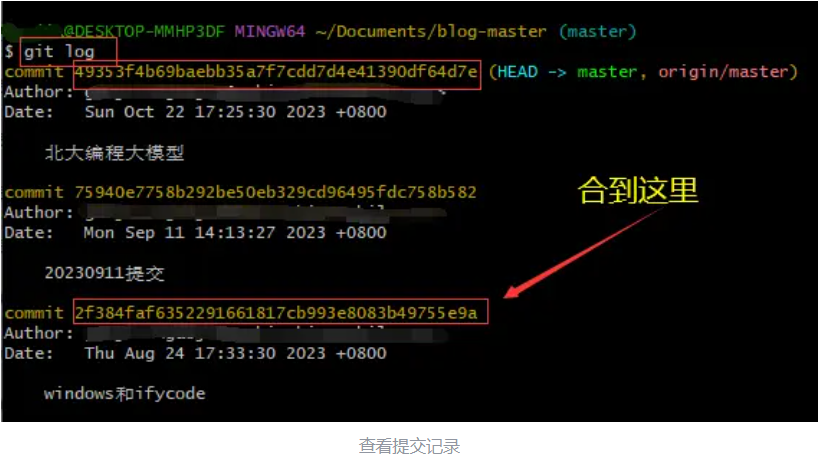 @DESKTOP-MMHP3DF MINGW64 ~/Documents/blog-master (master)
$ git log
commit 49353f4b69baebb35a7f7cdd7d4e41390df64d7e (HEAD -> master, origin/master)
Author:
Date:   Sun Oct 22 17:25:30 2023 +0800
北大编程大模型
commit 75940e7758b292be50eb329cd96495fdc758b582
Author:
Date:   Mon Sep 11 14:13:27 2023 +0800
合到这里
20230911提交
commit 2f384faf6352291661817cb993e8083b49755e9a
Author:
Date:   Thu Aug 24 17:33:30 2023 +0800
windows和ifycode
查看提交记录